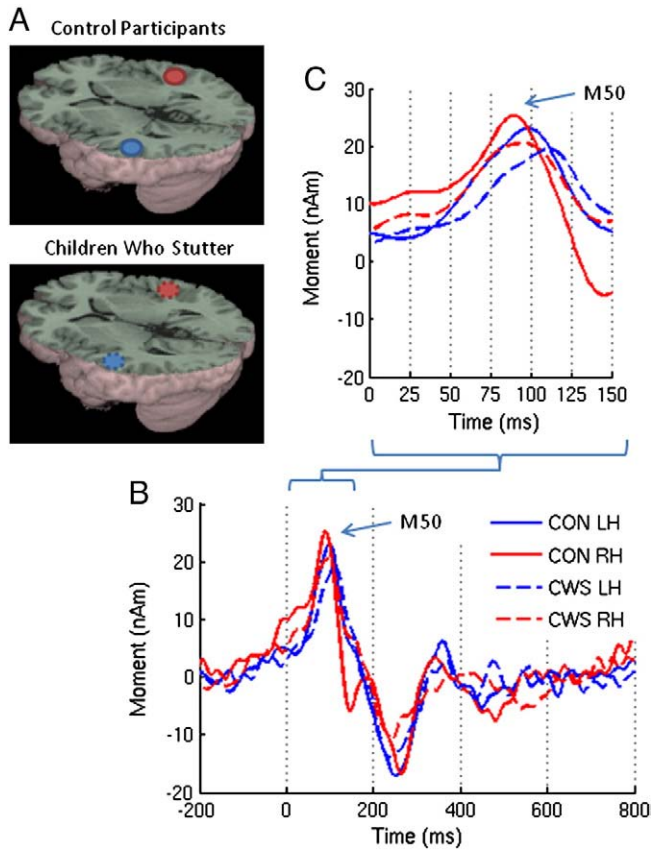 A
Control Participants
Children Who Stutter
C
M50
30
20
10
0
-10
-20
Moment (nAm)
0 25 50 75 100 125 150
Time (ms)
B
M50
CON LH
CON RH
CWS LH
CWS RH
30
20
10
0
-10
-20
Moment (nAm)
-200 0 200 400 600 800
Time (ms)